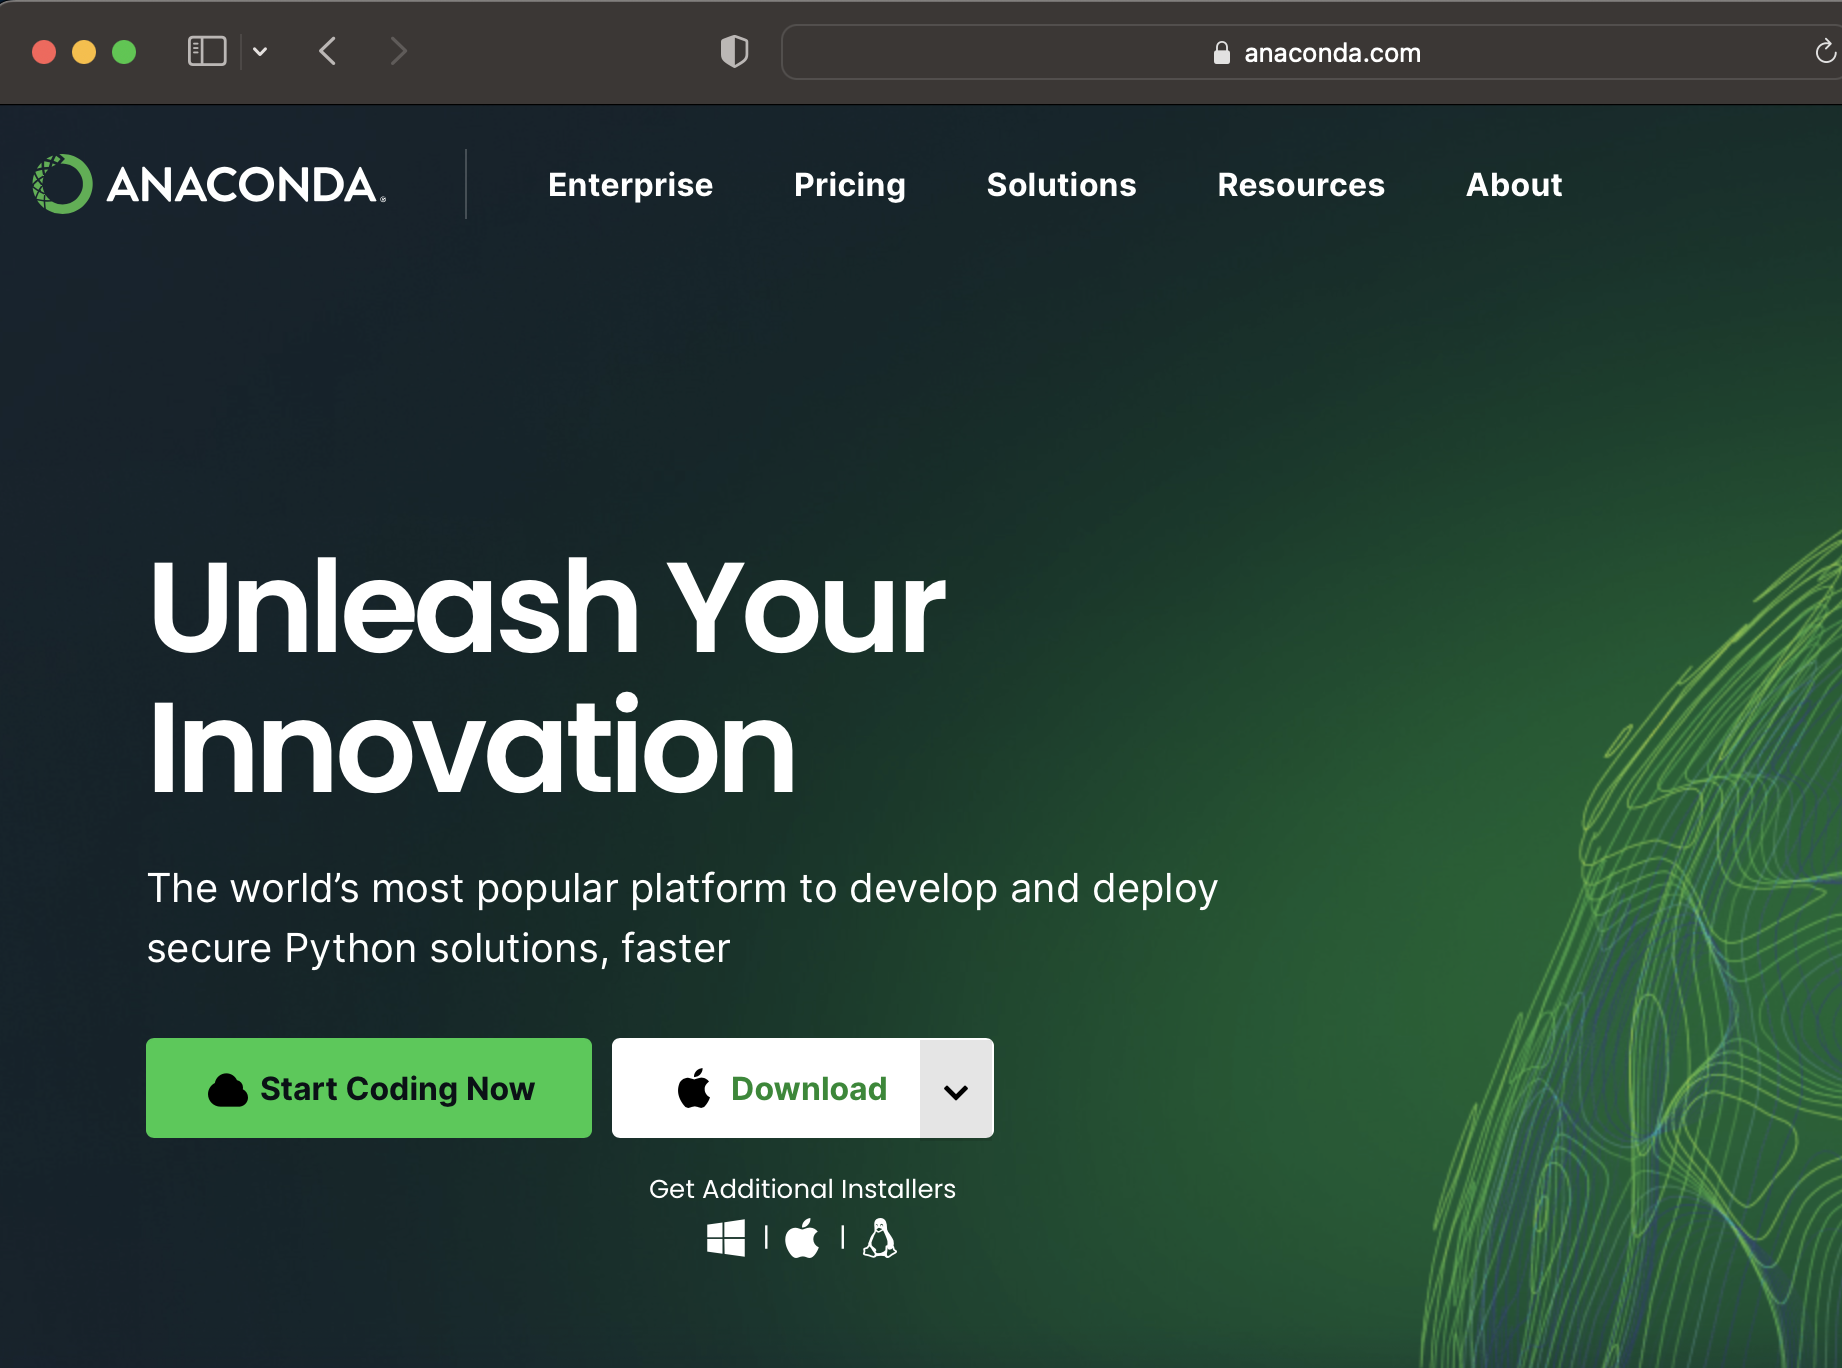 anaconda.com
ANACONDA.
Enterprise Pricing Solutions Resources About
Unleash Your
Innovation
The world’s most popular platform to develop and deploy
secure Python solutions, faster
Start Coding Now Download
Get Additional Installers